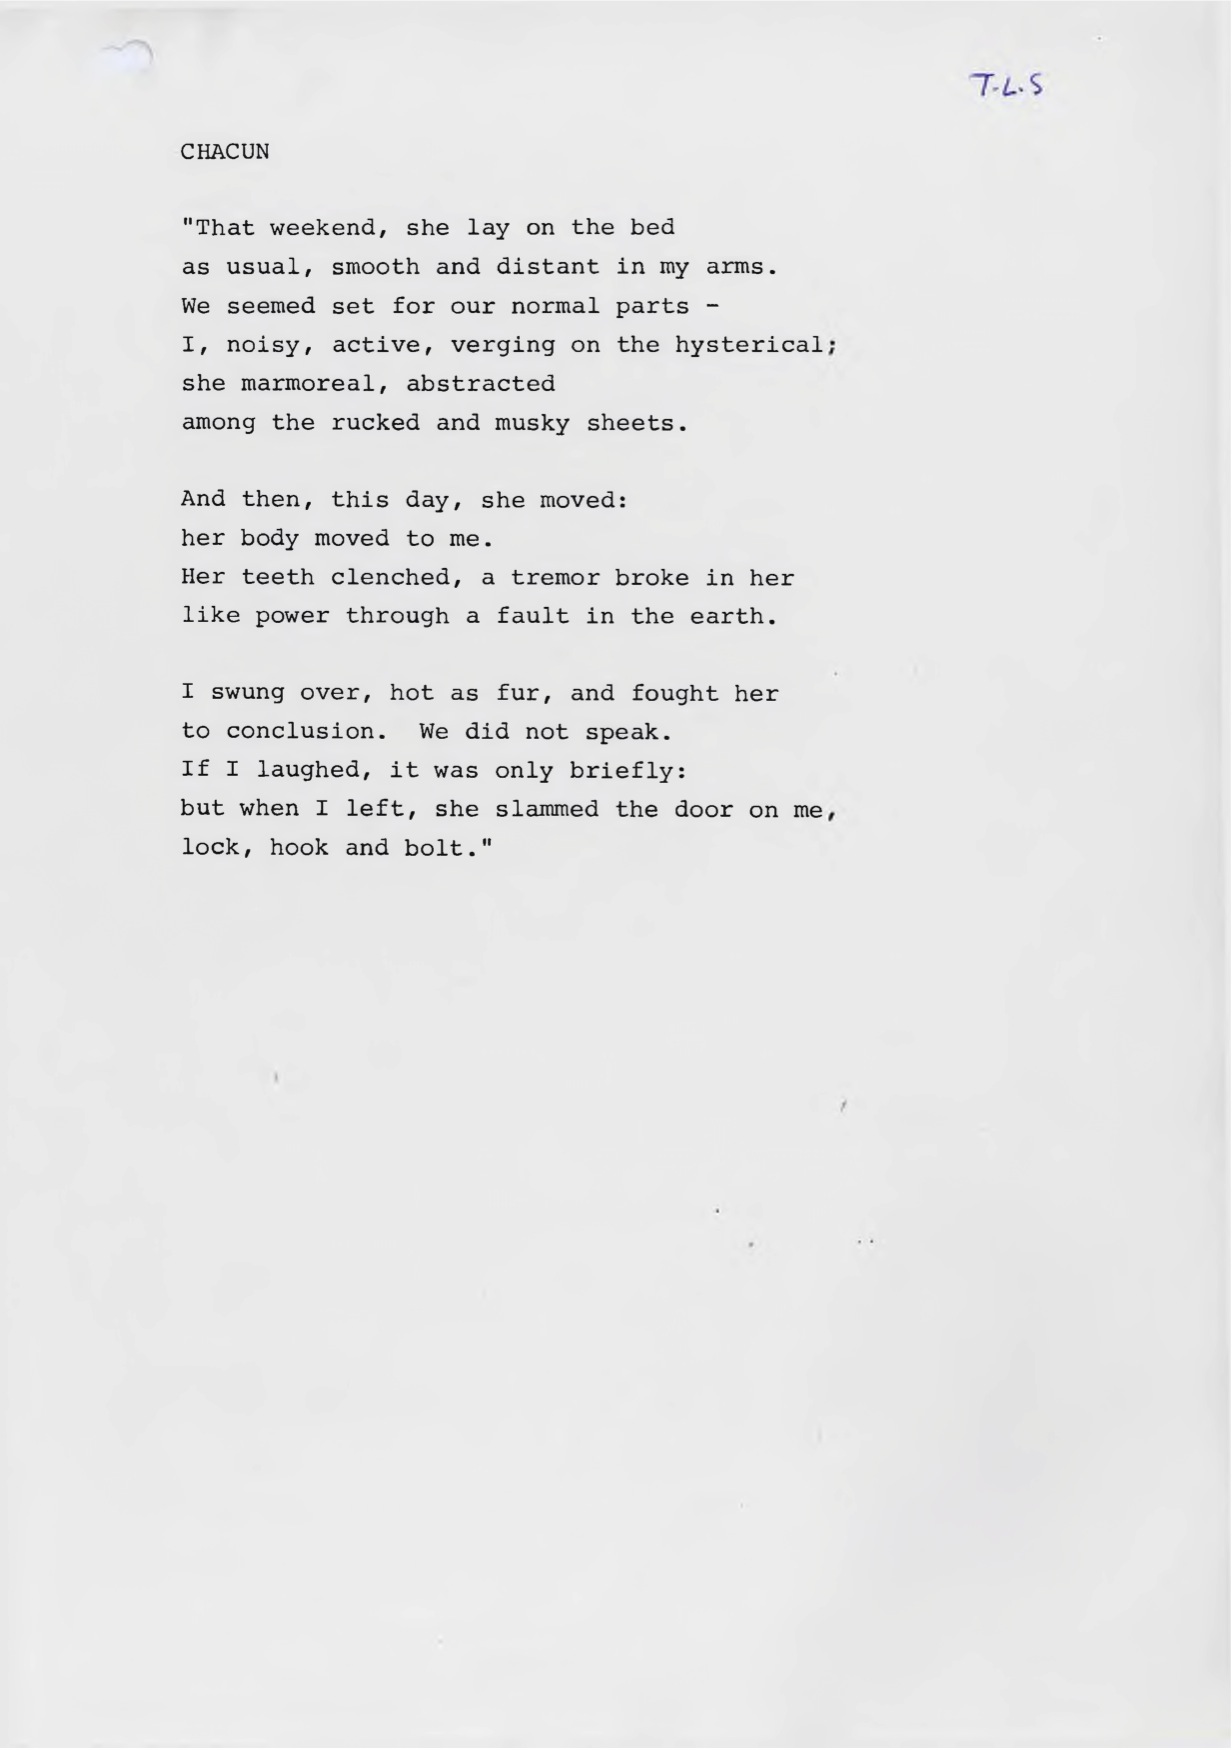 T.L.S
CHACUN
"That weekend, she lay on the bed
as usual, smooth and distant in my arms.
We seemed set for our normal parts -
I, noisy, active, verging on the hysterical;
she marmoreal, abstracted
among the rucked and musky sheets.
And then, this day, she moved:
her body moved to me.
Her teeth clenched, a tremor broke in her
like power through a fault in the earth.
I swung over, hot as fur, and fought her
to conclusion.  We did not speak.
If I laughed, it was only briefly:
but when I left, she slammed the door on me,
lock, hook and bolt."